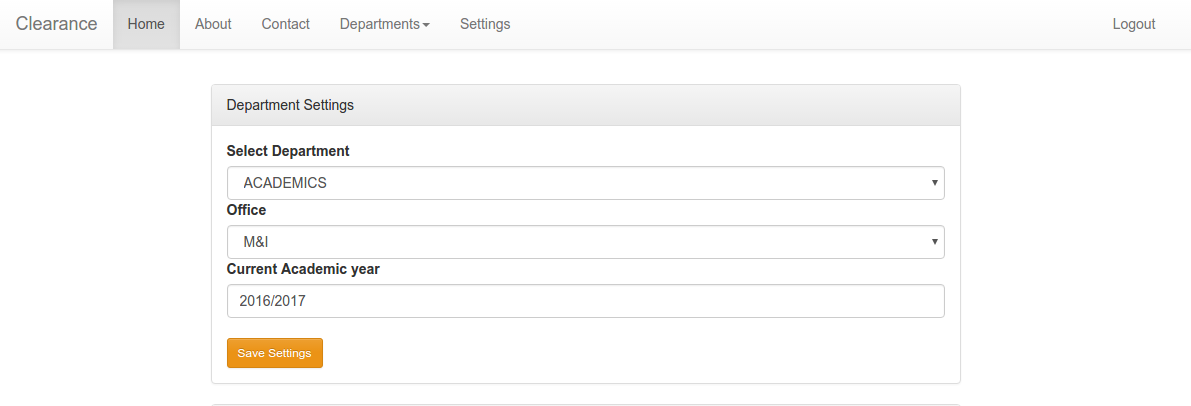 Clearance Home About Contact Departments Settings Logout
Department Settings
Select Department
ACADEMICS
Office
M&I
Current Academic year
2016/2017
Save Settings